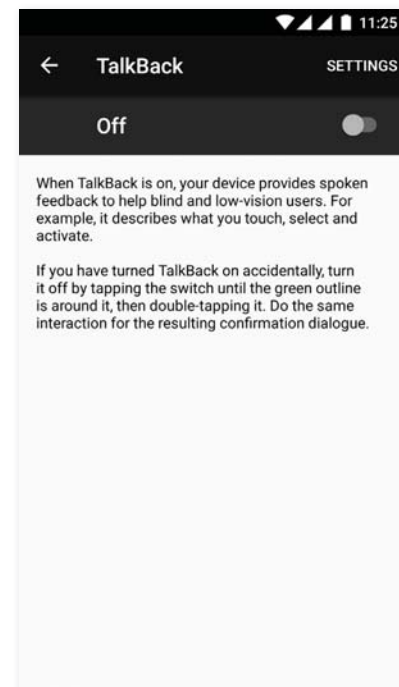 11:25
TalkBack
SETTINGS
Off
When TalkBack is on, your device provides spoken
feedback to help blind and low-vision users. For
example, it describes what you touch, select and
activate.
If you have turned TalkBack on accidentally, turn
it off by tapping the switch until the green outline
is around it, then double-tapping it. Do the same
interaction for the resulting confirmation dialogue.